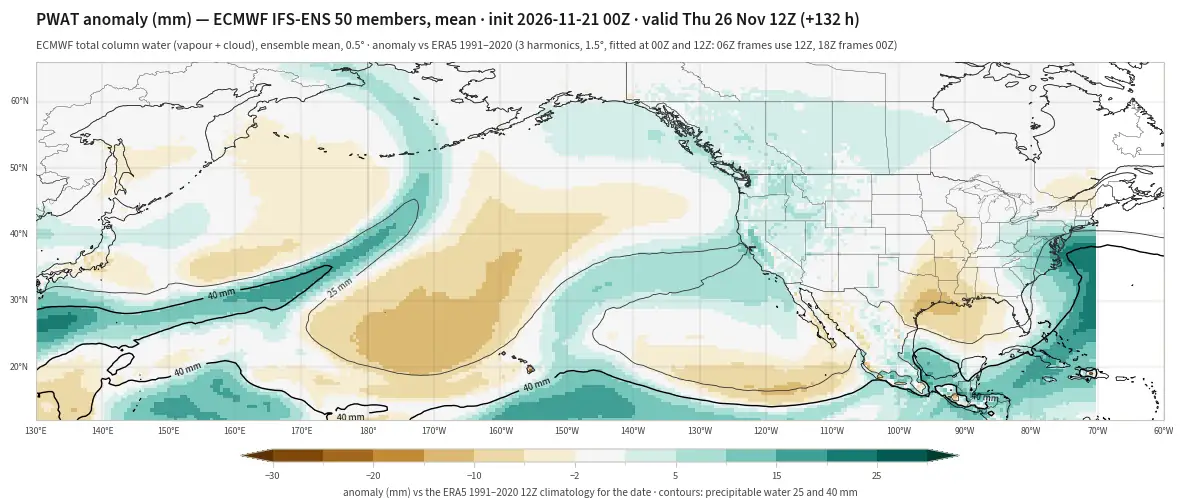 PWAT anomaly (mm) — ECMWF IFS-ENS 50 members, mean · init 2026-11-21 00Z · valid Thu 26 Nov 12Z (+132 h)
ECMWF total column water (vapour + cloud), ensemble mean, 0.5° · anomaly vs ERA5 1991–2020 (3 harmonics, 1.5°, fitted at 00Z and 12Z: 06Z frames use 12Z, 18Z frames 00Z)
60°N
50°N
40°N
30°N
20°N
40 mm
25 mm
40 mm
40 mm
40 mm
40 mm
130°E 140°E 150°E 160°E 170°E 180° 170°W 160°W 150°W 140°W 130°W 120°W 110°W 100°W 90°W 80°W 70°W 60°W
−30 −20 −10 −2 5 15 25
anomaly (mm) vs the ERA5 1991–2020 12Z climatology for the date · contours: precipitable water 25 and 40 mm